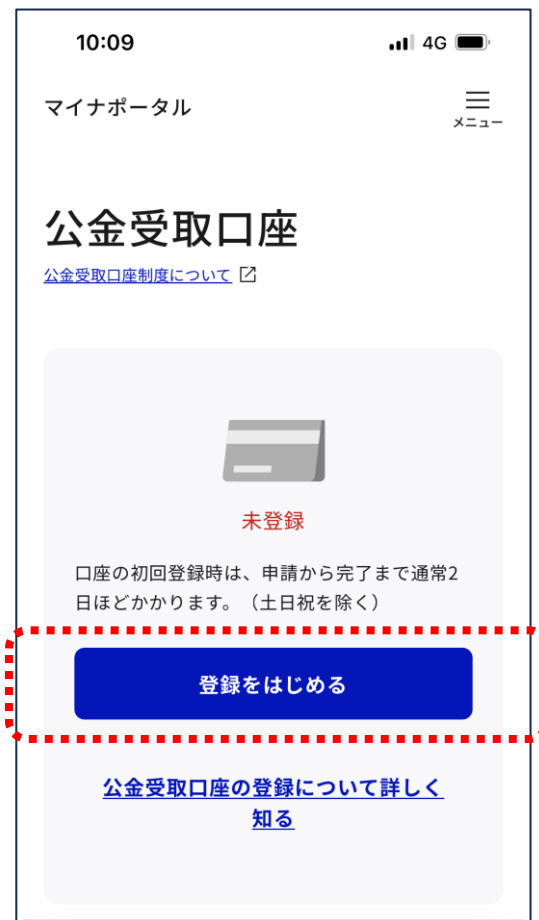 10:09
4G
マイナポータル
メニュー
公金受取口座
公金受取口座制度について
未登録
口座の初回登録時は、申請から完了まで通常2
日ほどかかります。（土日祝を除く）
登録をはじめる
公金受取口座の登録について詳しく
知る